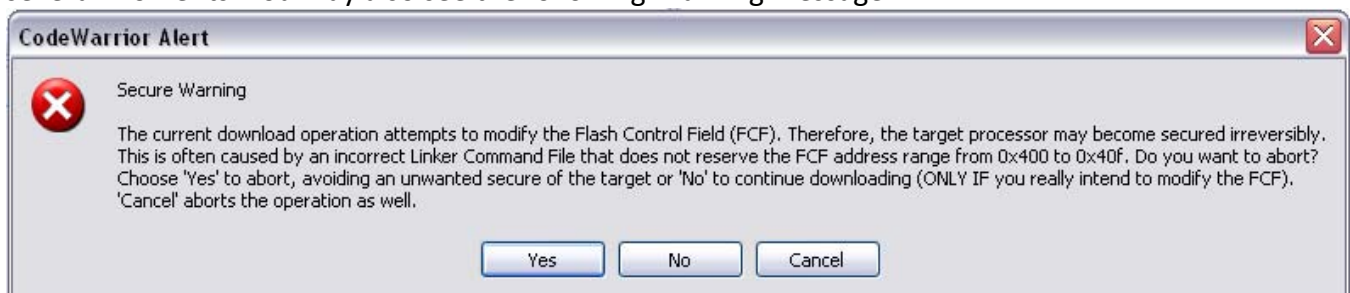 CodeWarrior Alert
Secure Warning
The current download operation attempts to modify the Flash Control Field (FCF). Therefore, the target processor may become secured irreversibly.
This is often caused by an incorrect Linker Command File that does not reserve the FCF address range from 0x400 to 0x40f. Do you want to abort?
Choose 'Yes' to abort, avoiding an unwanted secure of the target or 'No' to continue downloading (ONLY IF you really intend to modify the FCF).
'Cancel' aborts the operation as well.
Yes No Cancel